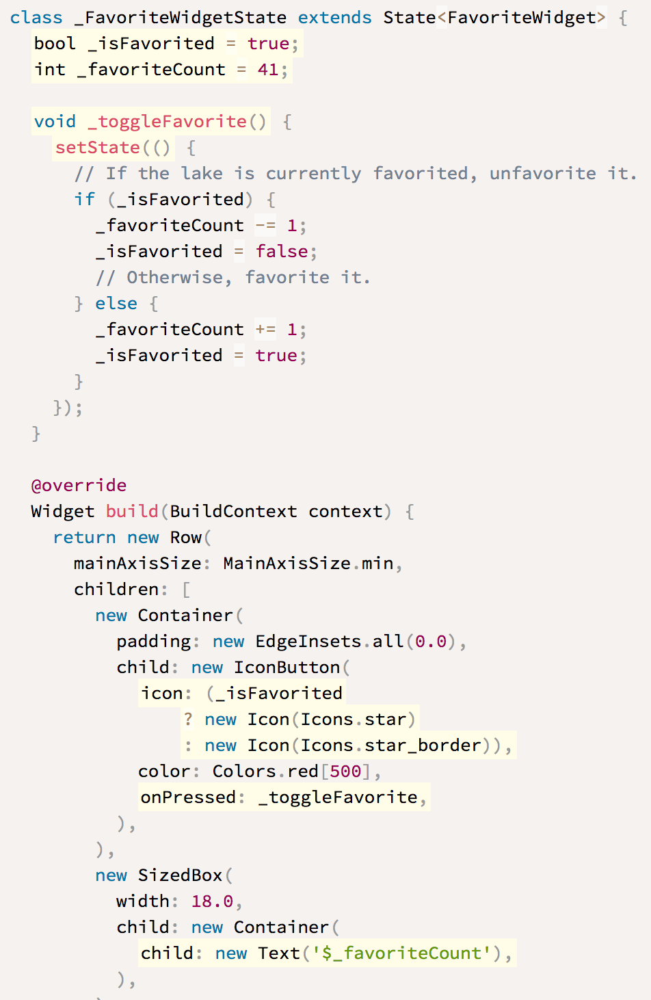 class _FavoriteWidgetState extends State<FavoriteWidget> {
  bool _isFavorited = true;
  int _favoriteCount = 41;

  void _toggleFavorite() {
    setState(() {
      // If the lake is currently favorited, unfavorite it.
      if (_isFavorited) {
        _favoriteCount -= 1;
        _isFavorited = false;
        // Otherwise, favorite it.
      } else {
        _favoriteCount += 1;
        _isFavorited = true;
      }
    });
  }

  @override
  Widget build(BuildContext context) {
    return new Row(
      mainAxisSize: MainAxisSize.min,
      children: [
        new Container(
          padding: new EdgeInsets.all(0.0),
          child: new IconButton(
            icon: (_isFavorited
                ? new Icon(Icons.star)
                : new Icon(Icons.star_border)),
            color: Colors.red[500],
            onPressed: _toggleFavorite,
          ),
        ),
        new SizedBox(
          width: 18.0,
          child: new Container(
            child: new Text('$_favoriteCount'),
          ),